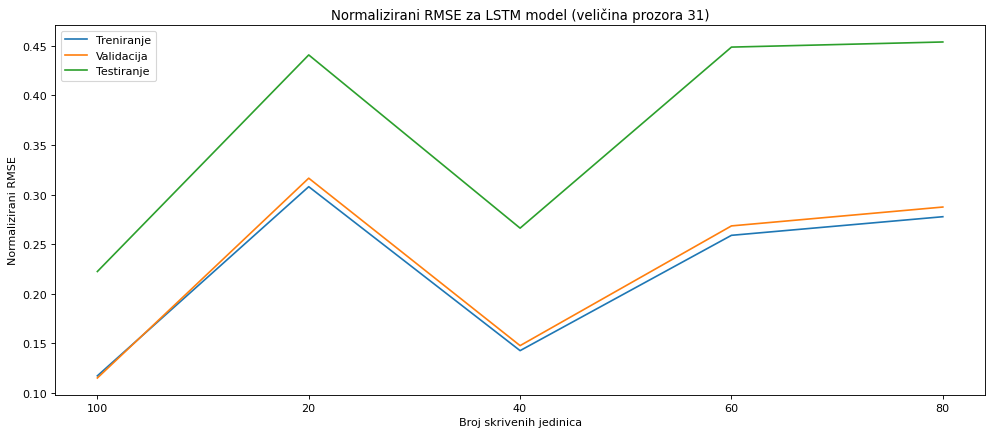 Normalizirani RMSE za LSTM model (veličina prozora 31)
Treniranje
Validacija
Testiranje
Normalizirani RMSE
0.45
0.40
0.35
0.30
0.25
0.20
0.15
0.10
100 20 40 60 80
Broj skrivenih jedinica